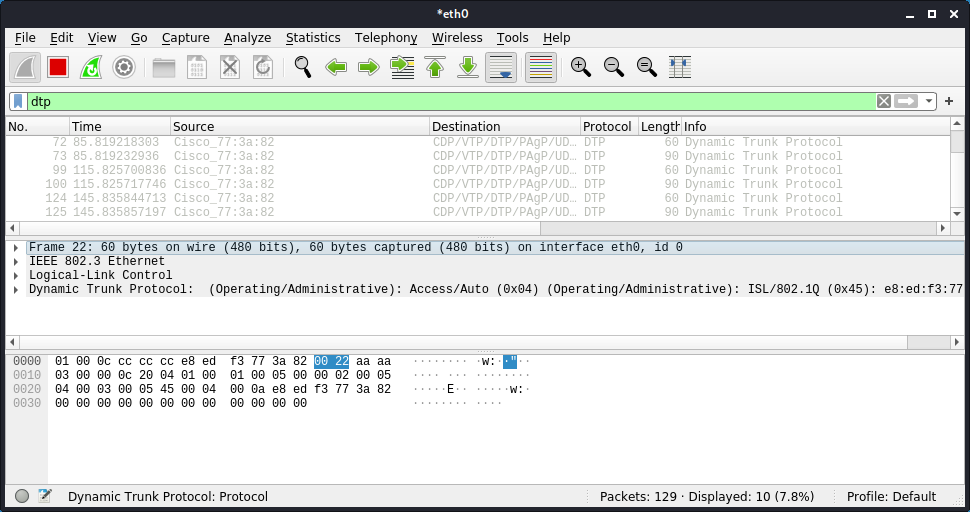 *eth0
File Edit View Go Capture Analyze Statistics Telephony Wireless Tools Help
dtp
No. Time Source Destination Protocol Length Info
72 85.819218303 Cisco_77:3a:82 CDP/VTP/DTP/PAgP/UD… DTP 60 Dynamic Trunk Protocol
73 85.819232936 Cisco_77:3a:82 CDP/VTP/DTP/PAgP/UD… DTP 90 Dynamic Trunk Protocol
99 115.825700836 Cisco_77:3a:82 CDP/VTP/DTP/PAgP/UD… DTP 60 Dynamic Trunk Protocol
100 115.825717746 Cisco_77:3a:82 CDP/VTP/DTP/PAgP/UD… DTP 90 Dynamic Trunk Protocol
124 145.835844713 Cisco_77:3a:82 CDP/VTP/DTP/PAgP/UD… DTP 60 Dynamic Trunk Protocol
125 145.835857197 Cisco_77:3a:82 CDP/VTP/DTP/PAgP/UD… DTP 90 Dynamic Trunk Protocol
Frame 22: 60 bytes on wire (480 bits), 60 bytes captured (480 bits) on interface eth0, id 0
IEEE 802.3 Ethernet
Logical-Link Control
Dynamic Trunk Protocol: (Operating/Administrative): Access/Auto (0x04) (Operating/Administrative): ISL/802.1Q (0x45): e8:ed:f3:77
0000 01 00 0c cc cc cc e8 ed f3 77 3a 82 00 22 aa aa ········ ·w:··"··
0010 03 00 00 0c 20 04 01 00 01 00 05 00 00 02 00 05 ···· ··· ········
0020 04 00 03 00 05 45 00 04 00 0a e8 ed f3 77 3a 82 ·····E·· ·····w:·
0030 00 00 00 00 00 00 00 00 00 00 00 00 ········ ····
Dynamic Trunk Protocol: Protocol Packets: 129 · Displayed: 10 (7.8%) Profile: Default